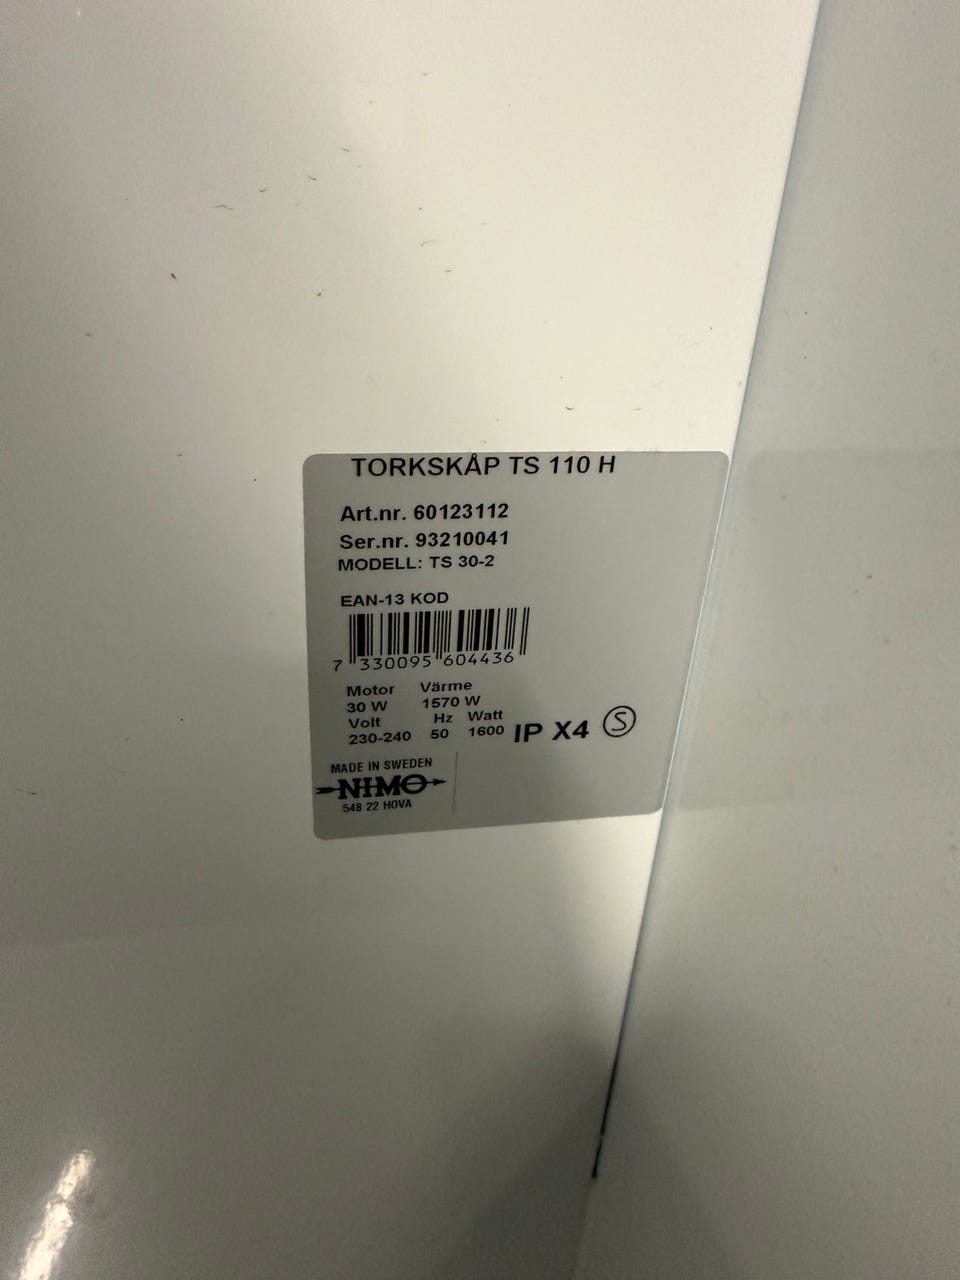 TORKSKÅP TS 110 H
Art.nr. 60123112
Ser.nr. 93210041
MODELL: TS 30-2
EAN-13 KOD
7 330095 604436
Motor Värme
30 W 1570 W
Volt Hz Watt
230-240 50 1600 IP X4 S
MADE IN SWEDEN
NIMO
548 22 HOVA